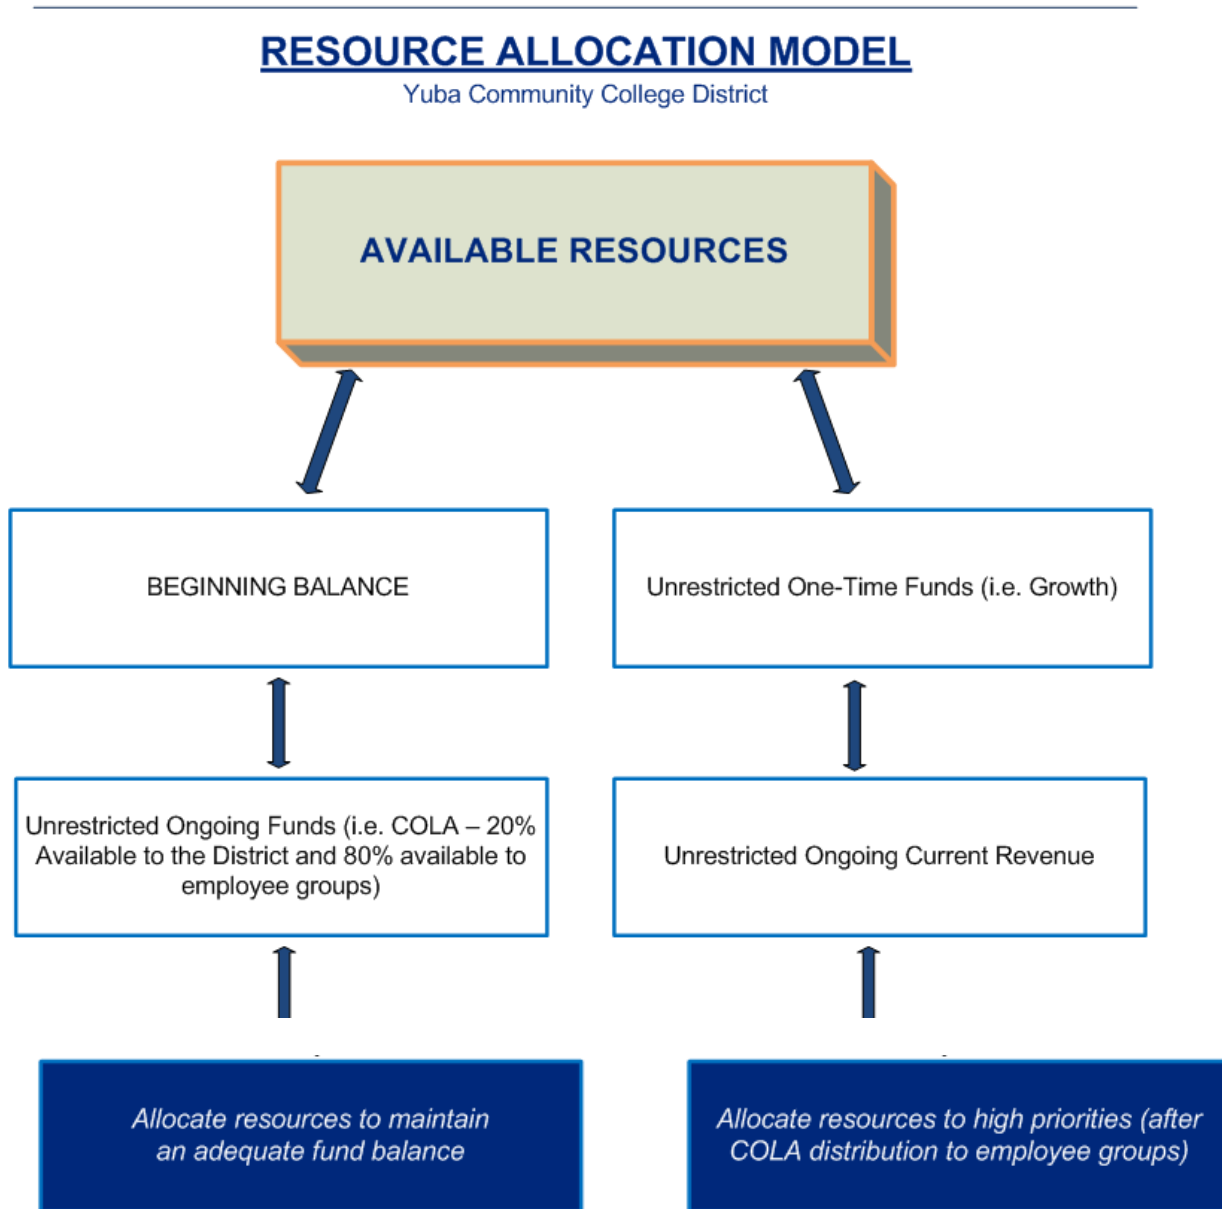 RESOURCE ALLOCATION MODEL
Yuba Community College District
AVAILABLE RESOURCES
BEGINNING BALANCE
Unrestricted One-Time Funds (i.e. Growth)
Unrestricted Ongoing Funds (i.e. COLA – 20%
Available to the District and 80% available to
employee groups)
Unrestricted Ongoing Current Revenue
Allocate resources to maintain
an adequate fund balance
Allocate resources to high priorities (after
COLA distribution to employee groups)